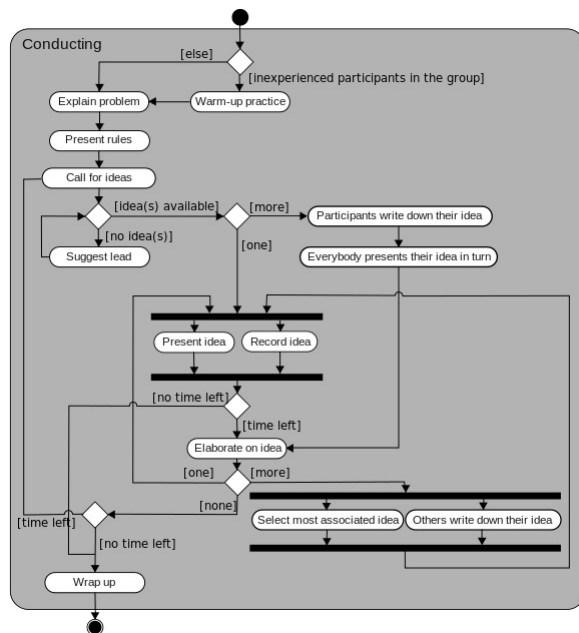 Conducting
[else]
[inexperienced participants in the group]
Explain problem
Warm-up practice
Present rules
Call for ideas
[idea(s) available]
[more]
Participants write down their idea
[no idea(s)]
[one]
Suggest lead
Everybody presents their idea in turn
Present idea
Record idea
[no time left]
[time left]
Elaborate on idea
[one]
[more]
[none]
Select most associated idea
Others write down their idea
[time left]
[no time left]
Wrap up